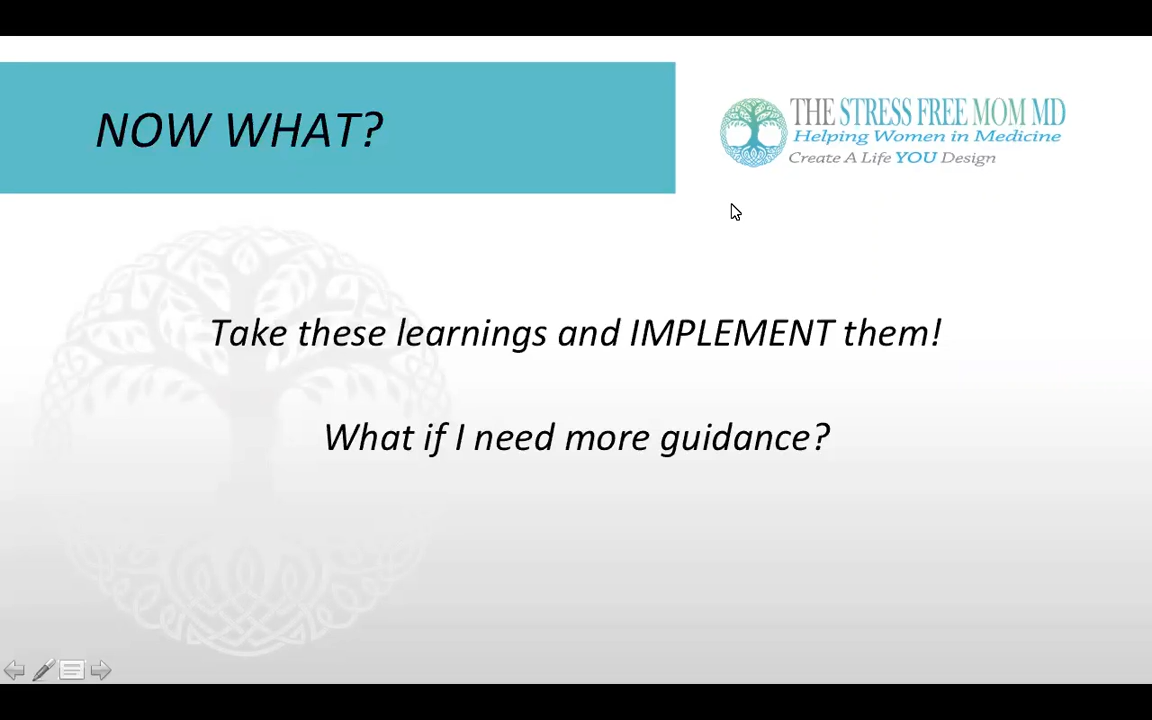 NOW WHAT?
THE STRESS FREE MOM MD
Helping Women in Medicine
Create A Life YOU Design
Take these learnings and IMPLEMENT them!
What if I need more guidance?